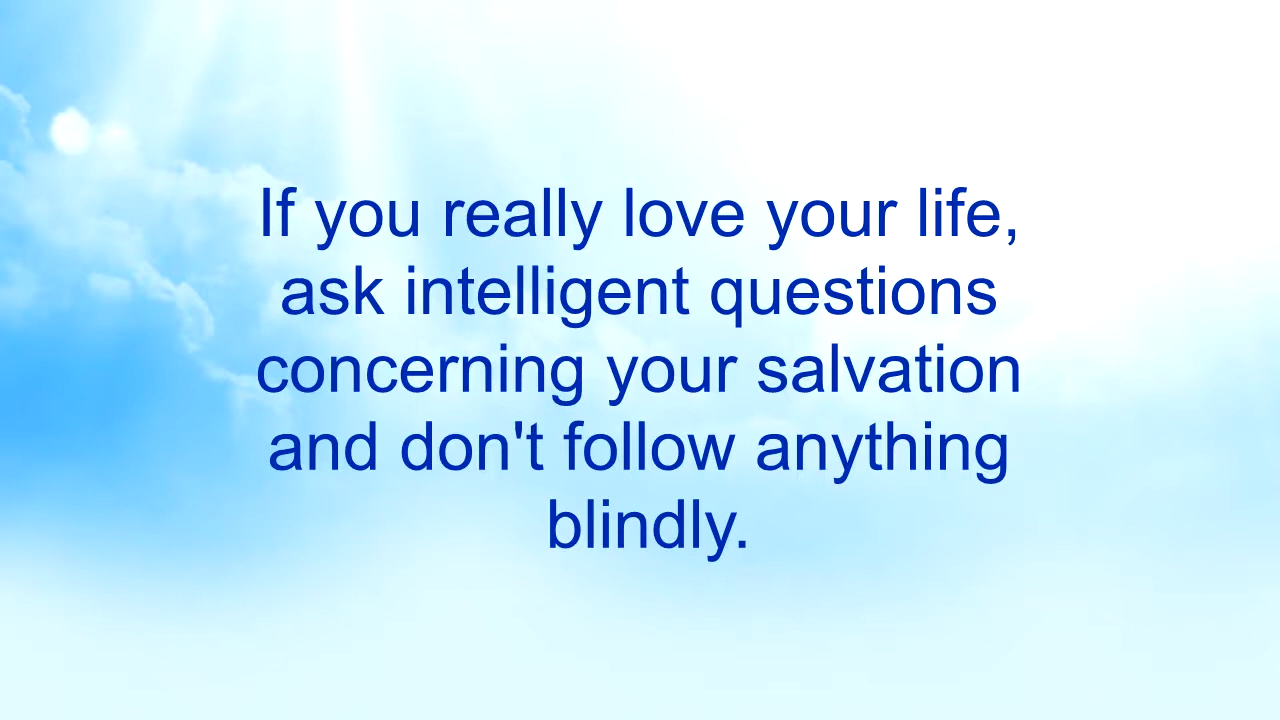 If you really love your life,
ask intelligent questions
concerning your salvation
and don't follow anything
blindly.